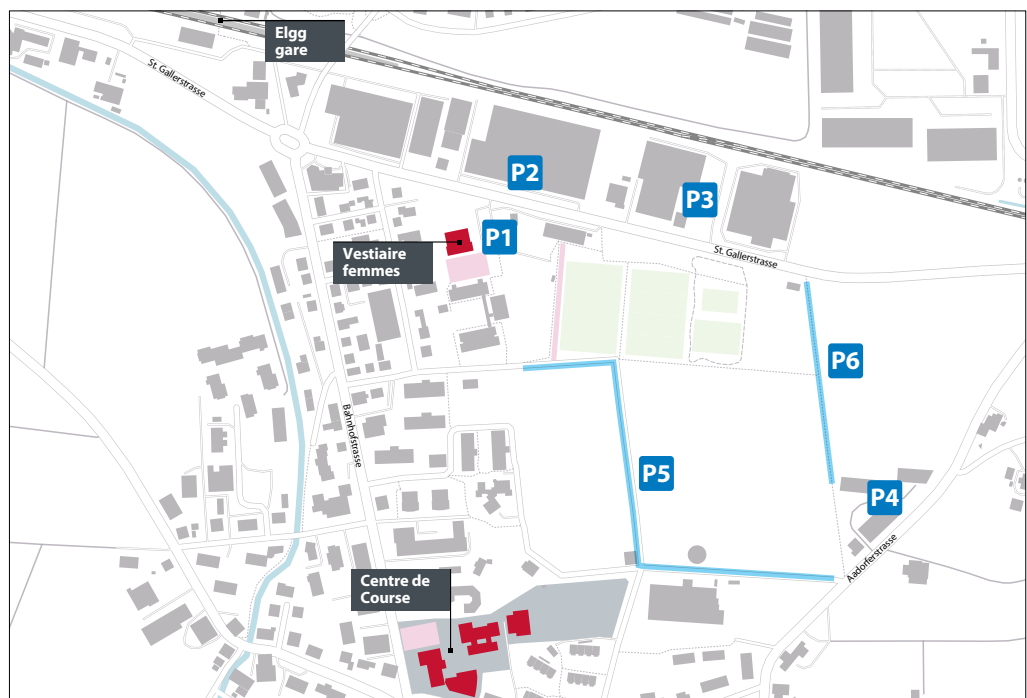 Elgg
gare
St. Gallerstrasse
P2
P3
P1
Vestiaire
femmes
St. Gallerstrasse
P6
Bahnhofstrasse
P5
P4
Aadorferstrasse
Centre de
Course